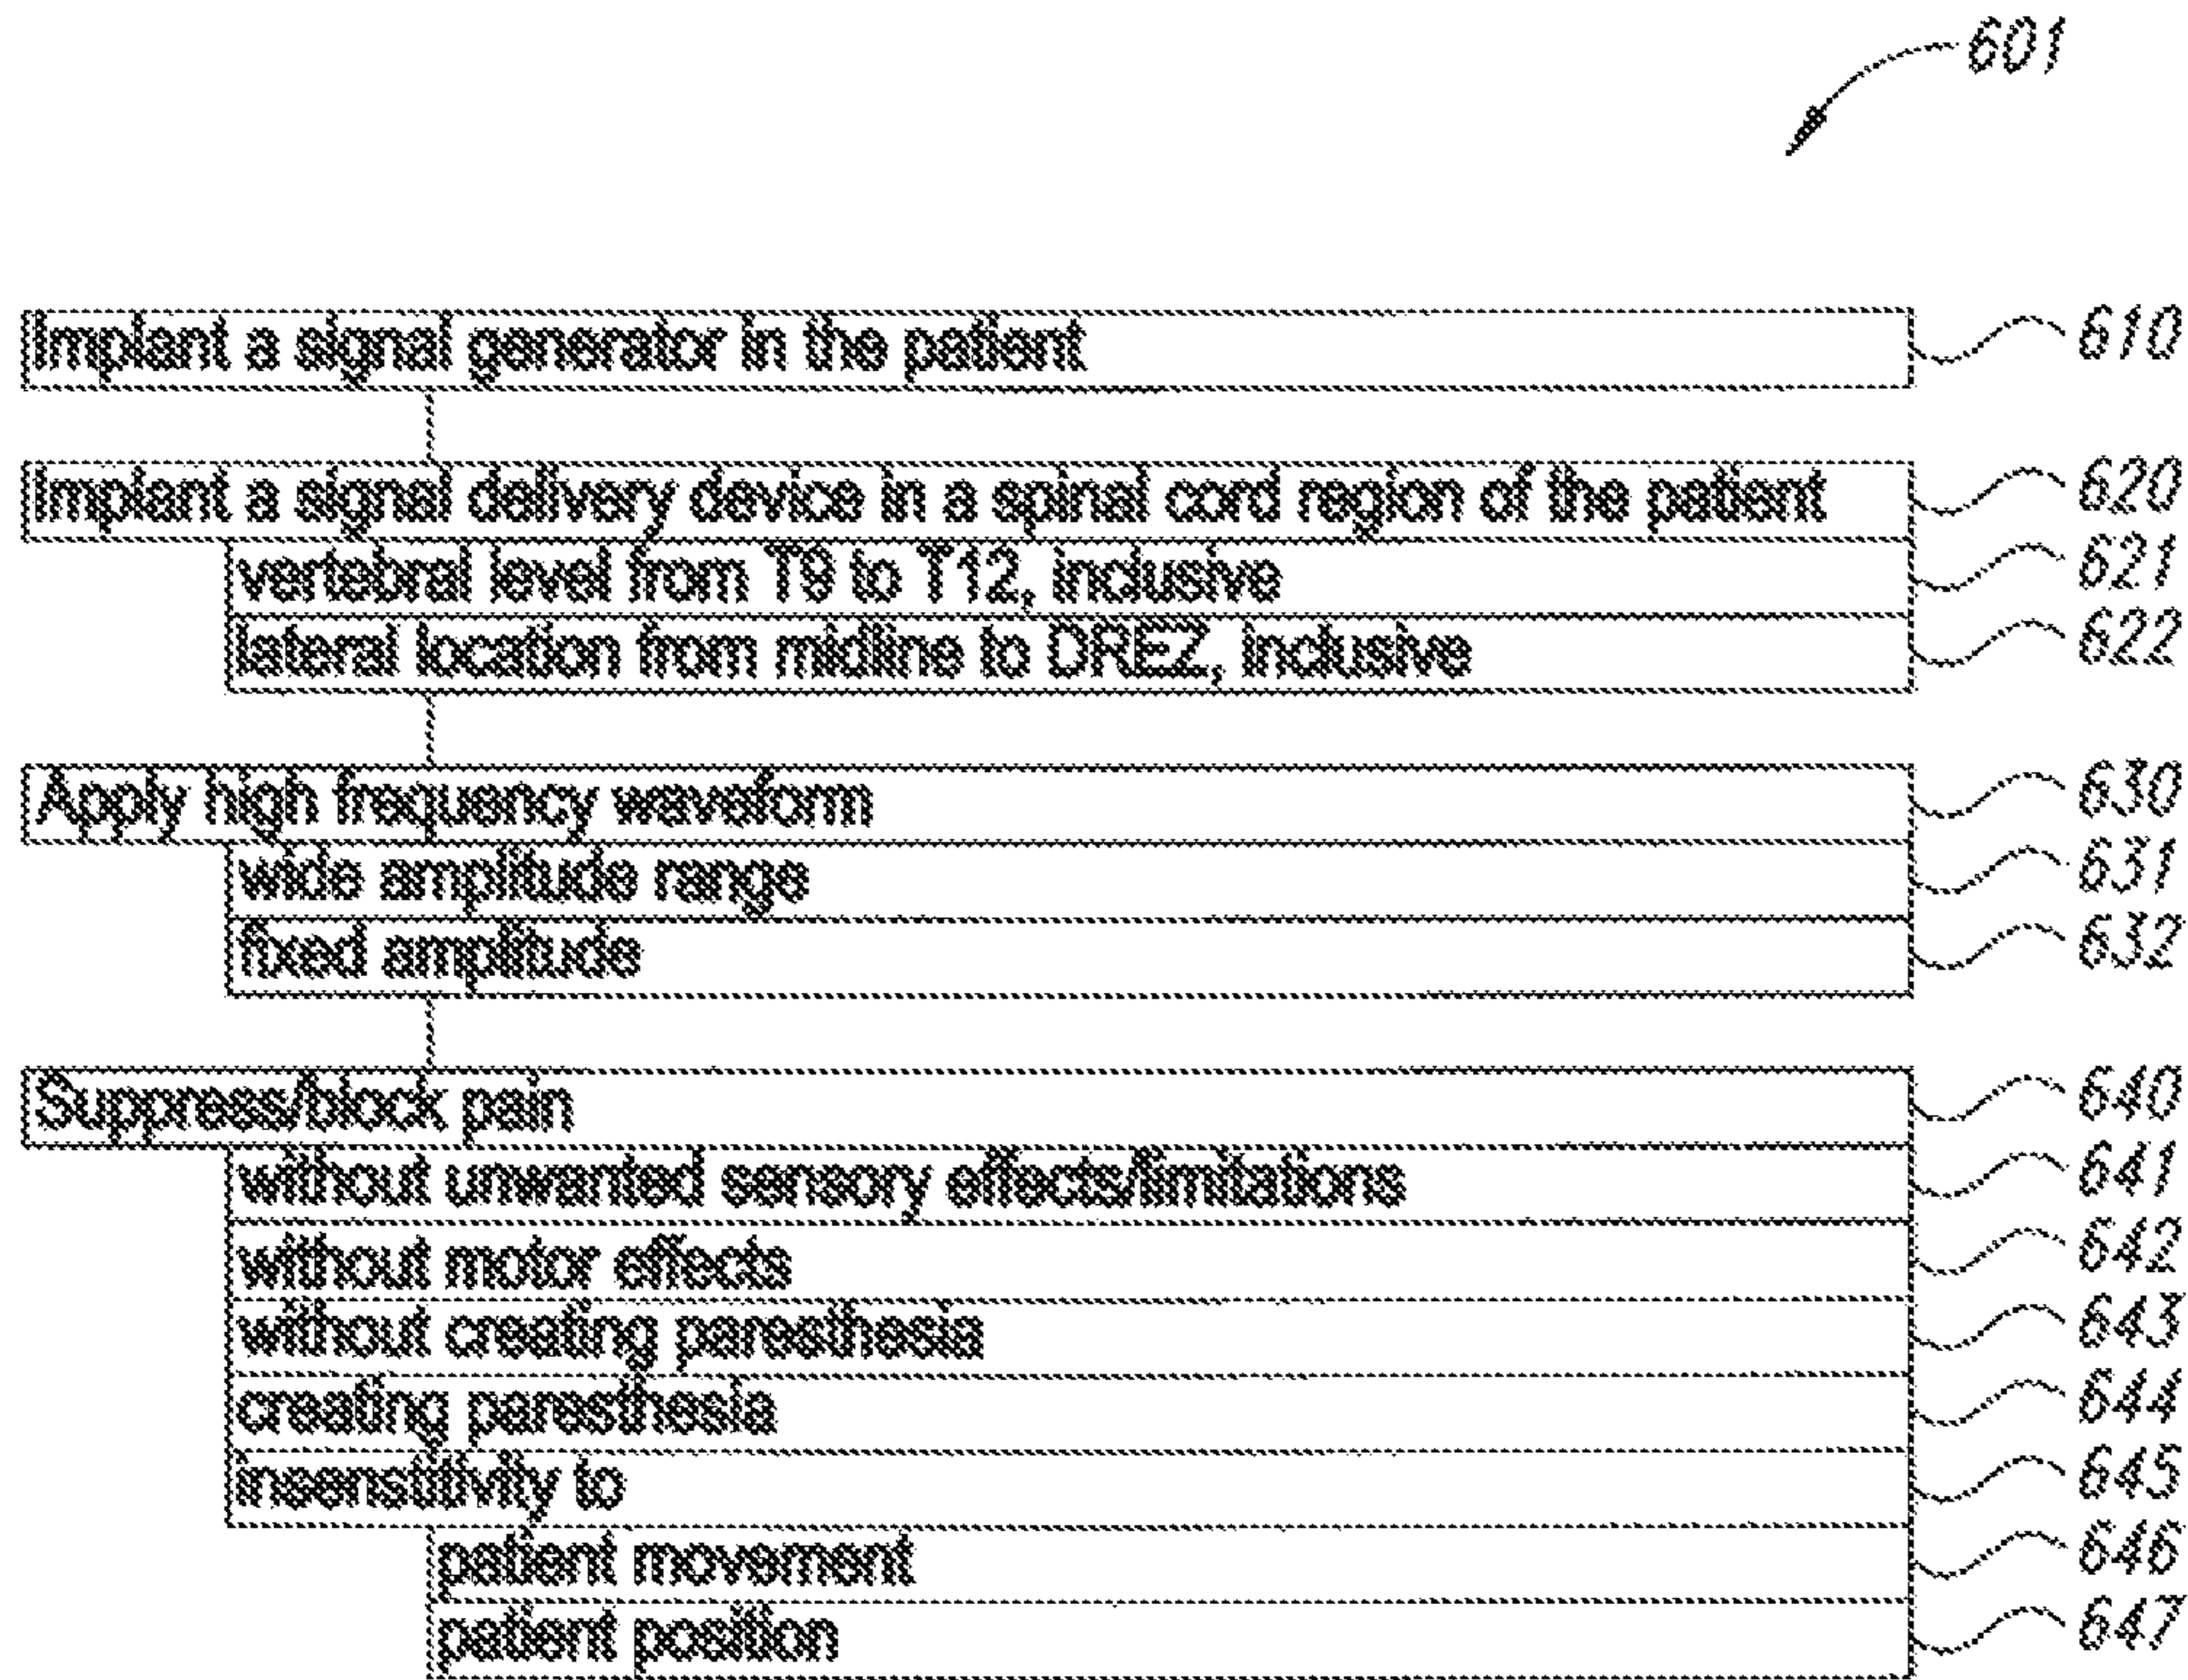 601
Implant a signal generator in the patient 610
Implant a signal delivery device in a spinal cord region of the patient 620
vertebral level from T9 to T12, inclusive 621
lateral location from midline to DREZ, inclusive 622
Apply high frequency waveform 630
wide amplitude range 631
fixed amplitude 632
Suppress/block pain 640
without unwanted sensory effects/limitations 641
without motor effects 642
without creating paresthesia 643
creating paresthesia 644
insensitivity to 645
patient movement 646
patient position 647